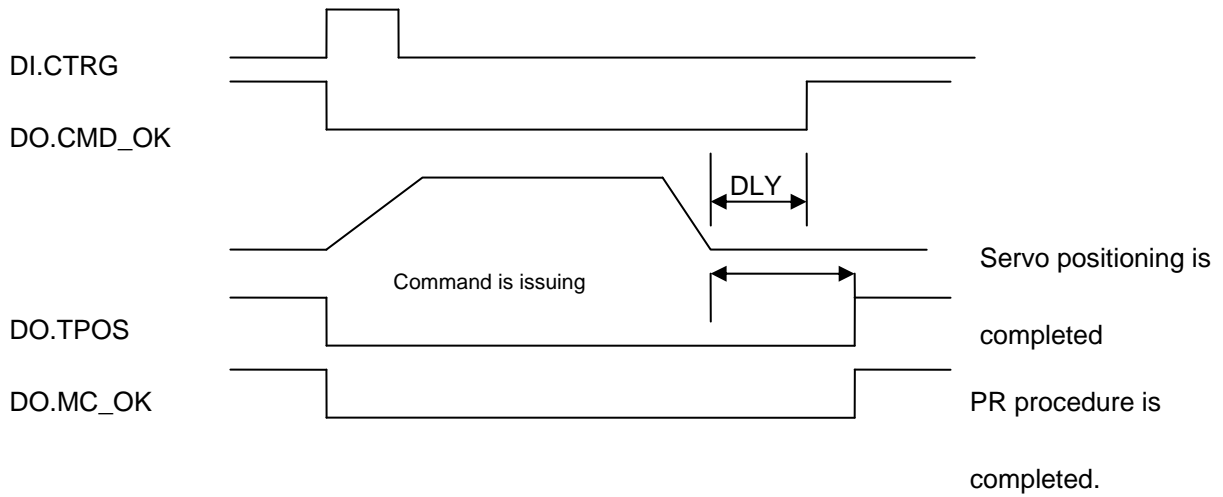 DI.CTRG
DO.CMD_OK
DLY
Command is issuing
Servo positioning is
completed
DO.TPOS
DO.MC_OK
PR procedure is
completed.